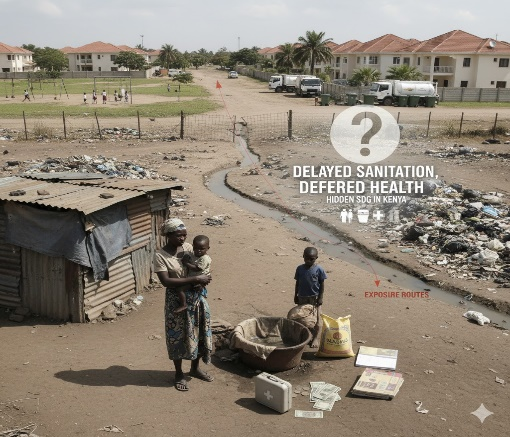 DELAYED SANITATION,
DEFERED HEALTH
HIDDEN SDG IN KENYA
EXPOSURE ROUTES